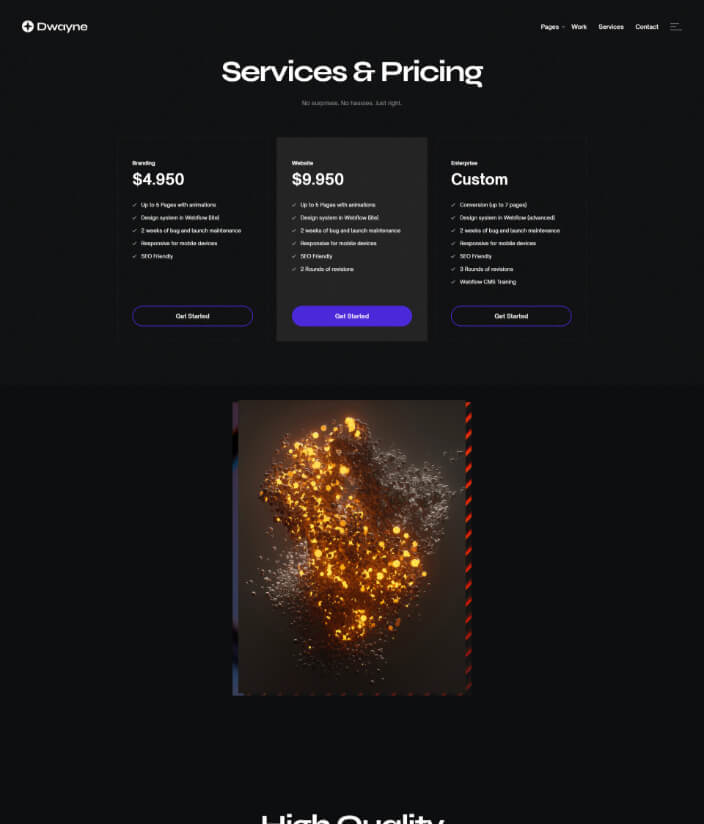 Dwayne
Pages Work Services Contact
Services & Pricing
No surprises. No hassles. Just right.
Branding
$4.950
Up to 5 Pages with animations
Design system in Webflow (lite)
2 weeks of bug and launch maintenance
Responsive for mobile devices
SEO Friendly
Get Started
Website
$9.950
Up to 5 Pages with animations
Design system in Webflow (lite)
2 weeks of bug and launch maintenance
Responsive for mobile devices
SEO Friendly
2 Rounds of revisions
Get Started
Enterprise
Custom
Conversion (up to 7 pages)
Design system in Webflow (advanced)
2 weeks of bug and launch maintenance
Responsive for mobile devices
SEO Friendly
3 Rounds of revisions
Webflow CMS Training
Get Started
High Quality